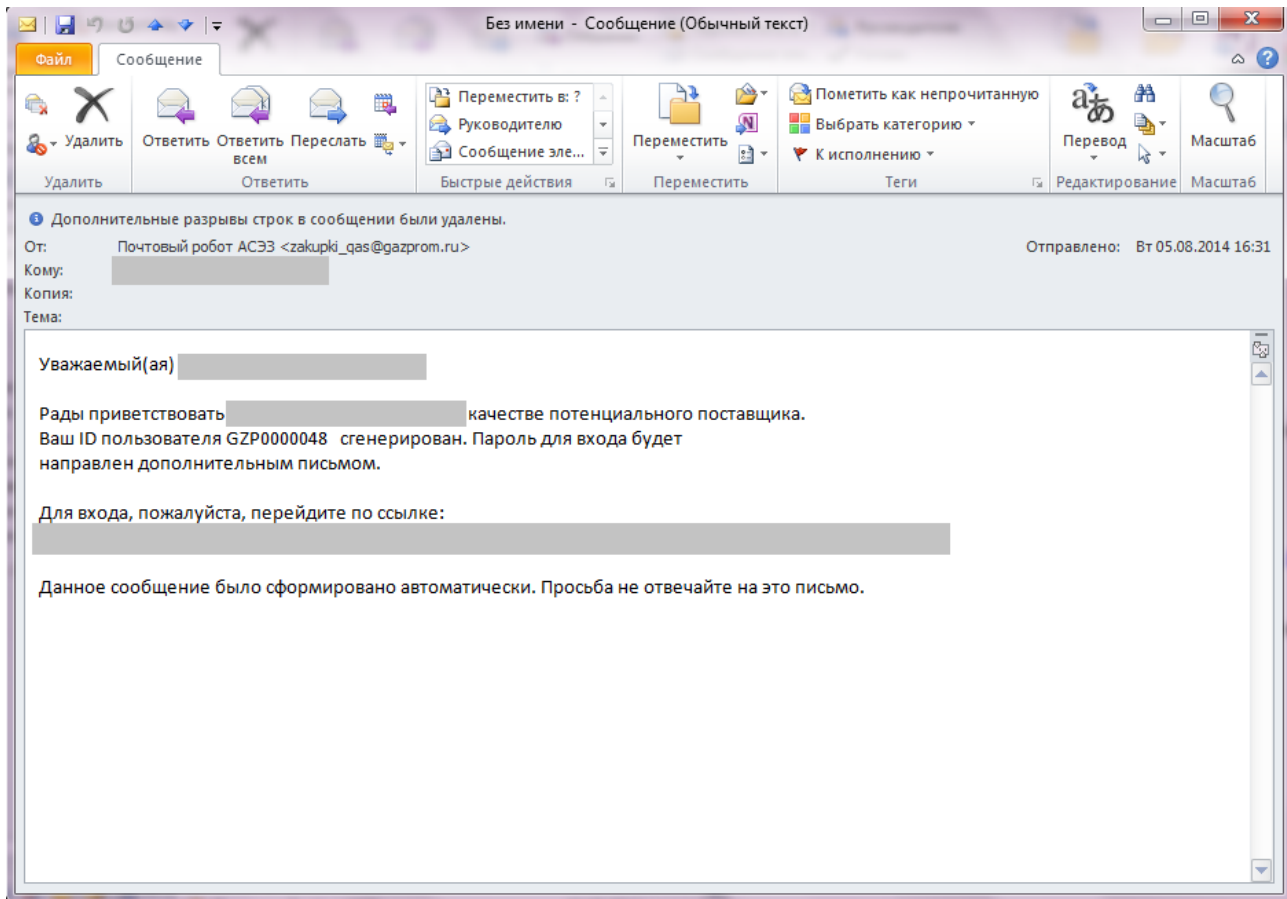 Без имени - Сообщение (Обычный текст)
Файл Сообщение
Удалить
Ответить
Ответить всем
Переслать
Переместить в: ?
Руководителю
Сообщение эле...
Переместить
Пометить как непрочитанную
Выбрать категорию
К исполнению
Перевод
Масштаб
Удалить Ответить Быстрые действия Переместить Теги Редактирование Масштаб
Дополнительные разрывы строк в сообщении были удалены.
От: Почтовый робот АСЭЗ <zakupki_qas@gazprom.ru> Отправлено: Вт 05.08.2014 16:31
Кому:
Копия:
Тема:
Уважаемый(ая)
Рады приветствовать качестве потенциального поставщика.
Ваш ID пользователя GZP0000048 сгенерирован. Пароль для входа будет
направлен дополнительным письмом.
Для входа, пожалуйста, перейдите по ссылке:
Данное сообщение было сформировано автоматически. Просьба не отвечайте на это письмо.